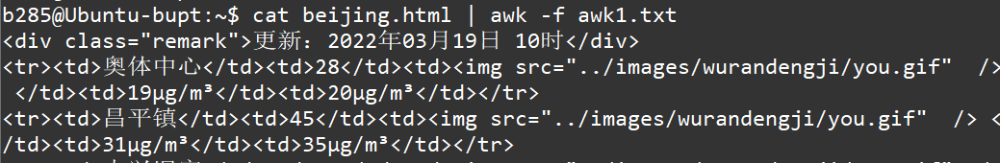 b285@Ubuntu-bupt:~$ cat beijing.html | awk -f awk1.txt
<div class="remark">更新：2022年03月19日 10时</div>
<tr><td>奥体中心</td><td>28</td><td><img src="../images/wurandengji/you.gif"  />
 </td><td>19μg/m³</td><td>20μg/m³</td></tr>
<tr><td>昌平镇</td><td>45</td><td><img src="../images/wurandengji/you.gif"  /> <
/td><td>31μg/m³</td><td>35μg/m³</td></tr>